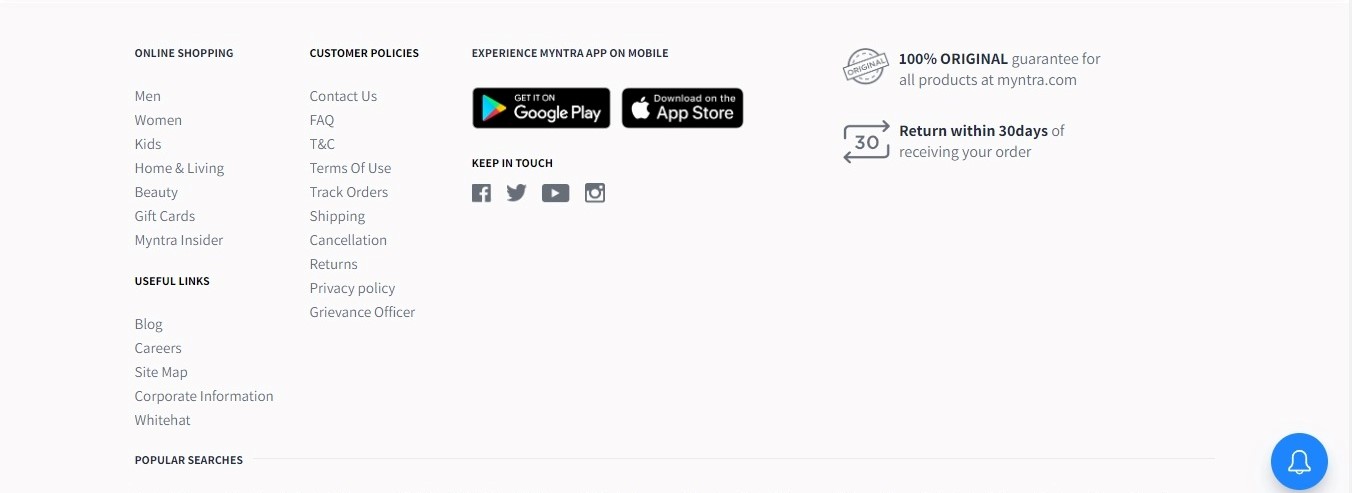 ONLINE SHOPPING
Men
Women
Kids
Home & Living
Beauty
Gift Cards
Myntra Insider
USEFUL LINKS
Blog
Careers
Site Map
Corporate Information
Whitehat
CUSTOMER POLICIES
Contact Us
FAQ
T&C
Terms Of Use
Track Orders
Shipping
Cancellation
Returns
Privacy policy
Grievance Officer
EXPERIENCE MYNTRA APP ON MOBILE
GET IT ON
Google Play
Download on the
App Store
KEEP IN TOUCH
ORIGINAL
100% ORIGINAL guarantee for
all products at myntra.com
30
Return within 30days of
receiving your order
POPULAR SEARCHES